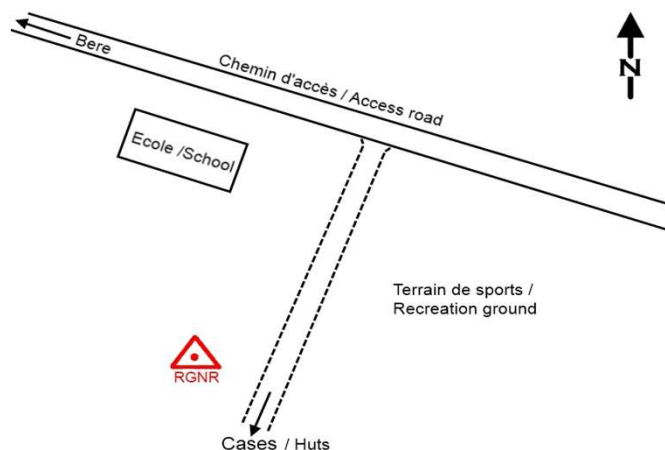 Bere
Chemin d'accès / Access road
N
Ecole /School
Terrain de sports /
Recreation ground
RGNR
Cases / Huts